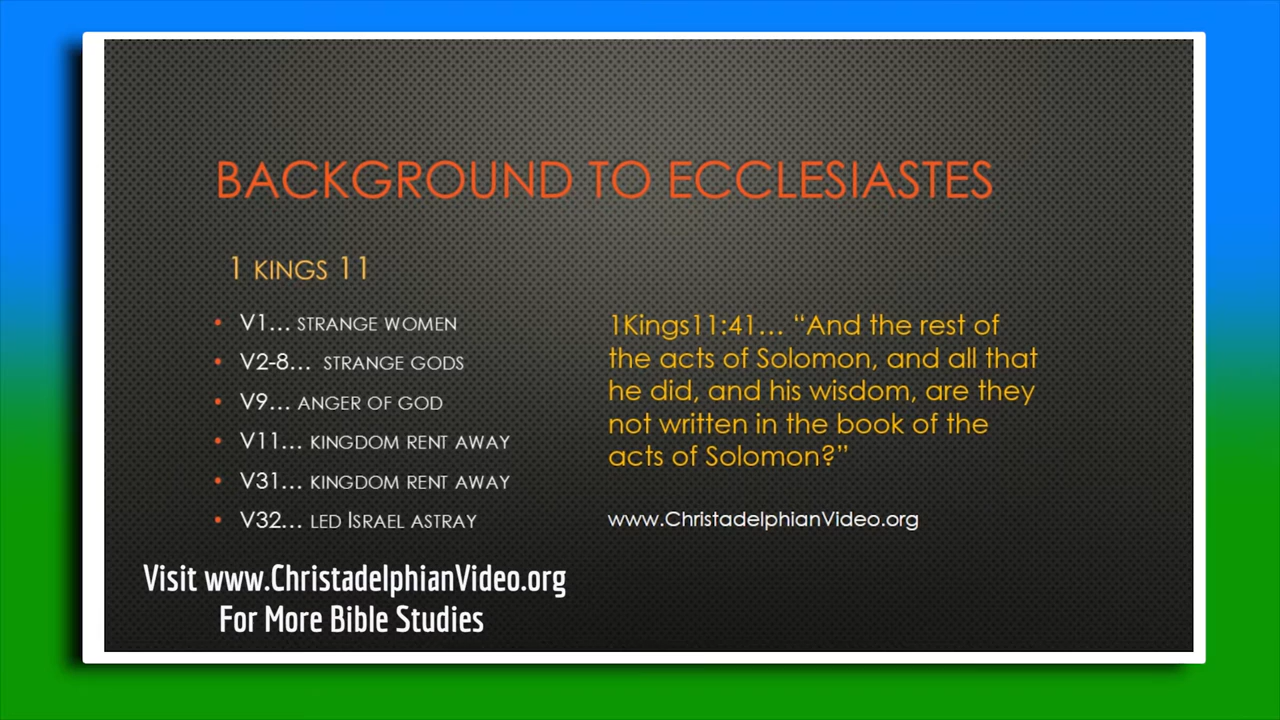 BACKGROUND TO ECCLESIASTES
1 KINGS 11
• V1… STRANGE WOMEN
• V2-8… STRANGE GODS
• V9… ANGER OF GOD
• V11… KINGDOM RENT AWAY
• V31… KINGDOM RENT AWAY
• V32… LED ISRAEL ASTRAY
1Kings11:41… “And the rest of
the acts of Solomon, and all that
he did, and his wisdom, are they
not written in the book of the
acts of Solomon?”
www.ChristadelphianVideo.org
Visit www.ChristadelphianVideo.org
For More Bible Studies